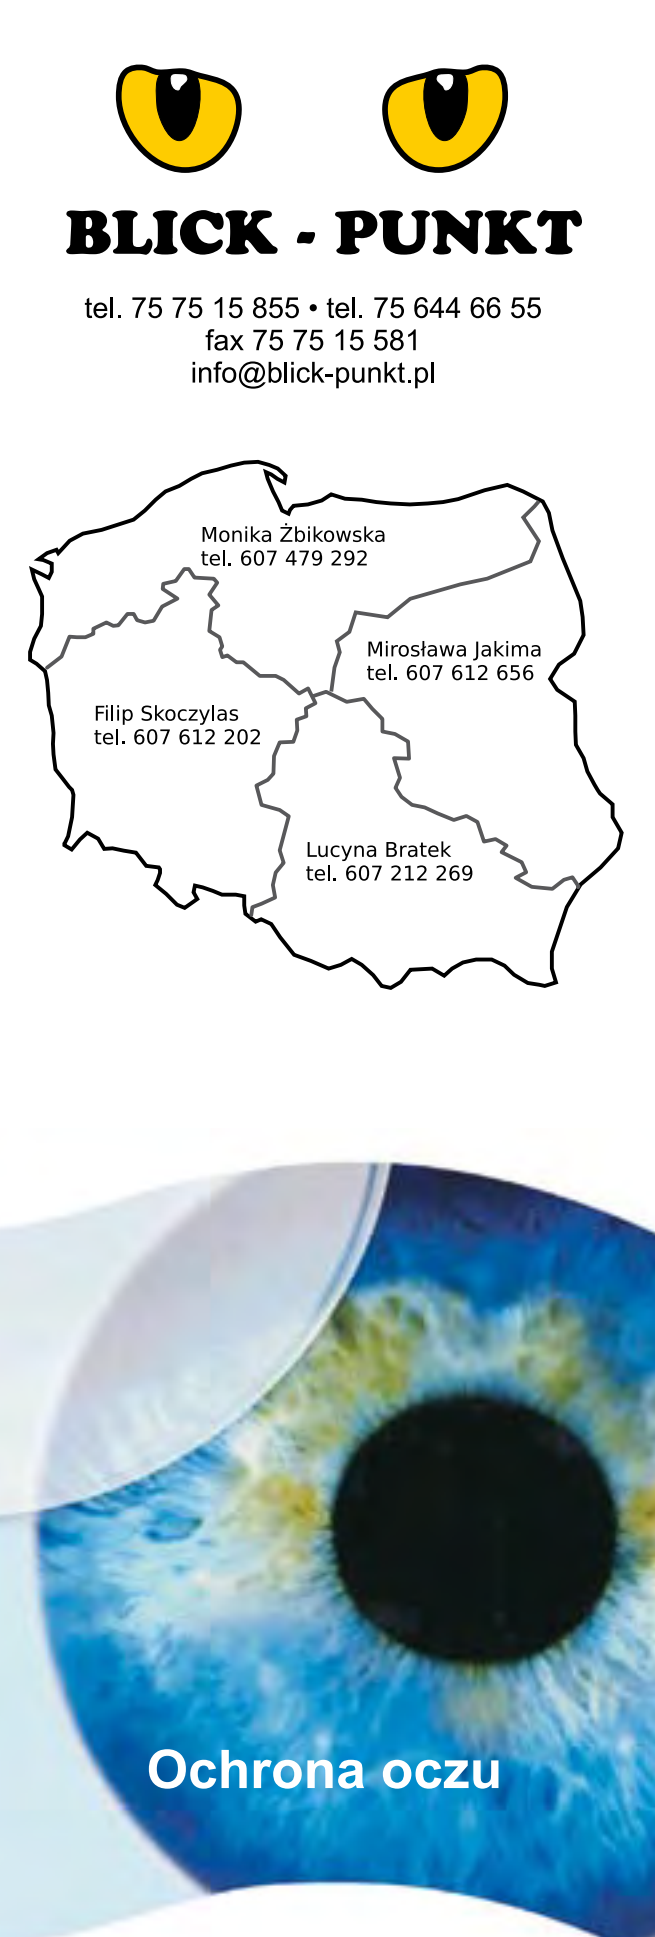 BLICK - PUNKT
tel. 75 75 15 855 • tel. 75 644 66 55
fax 75 75 15 581
info@blick-punkt.pl
Monika Żbikowska
tel. 607 479 292
Mirosława Jakima
tel. 607 612 656
Filip Skoczylas
tel. 607 612 202
Lucyna Bratek
tel. 607 212 269
Ochrona oczu